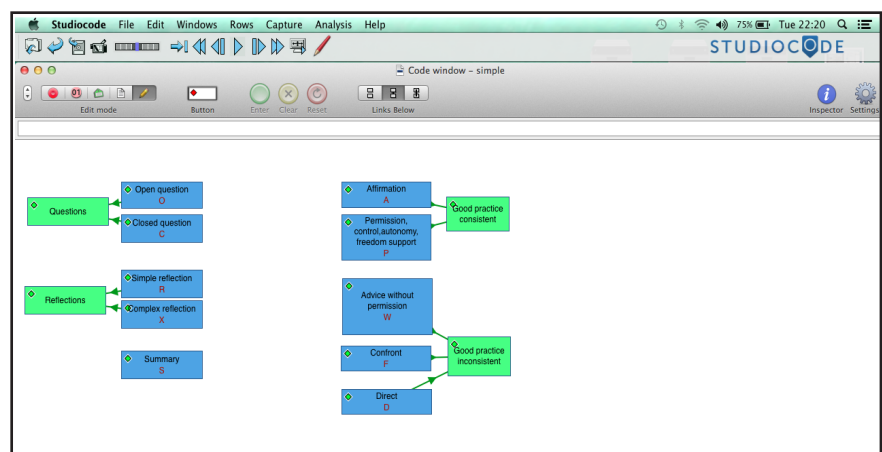 Studiocode File Edit Windows Rows Capture Analysis Help 75% Tue 22:20
STUDIOCODE
Code window – simple
01
Edit mode Button Enter Clear Reset Links Below Inspector Settings
Questions
Open question
O
Closed question
C
Reflections
Simple reflection
R
Complex reflection
X
Summary
S
Affirmation
A
Permission,
control,autonomy,
freedom support
P
Good practice
consistent
Advice without
permission
W
Confront
F
Direct
D
Good practice
inconsistent